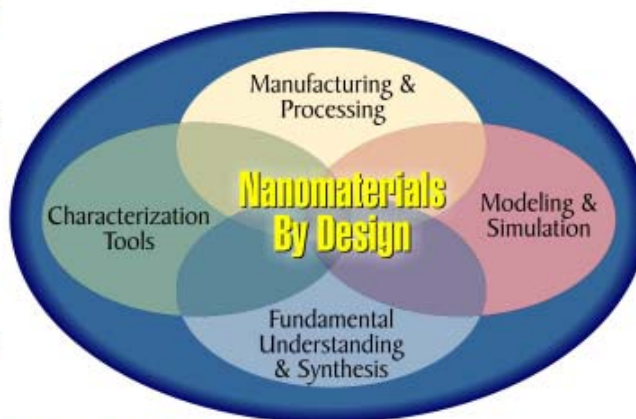 Manufacturing &
Processing
Characterization
Tools
Nanomaterials
By Design
Modeling &
Simulation
Fundamental
Understanding
& Synthesis